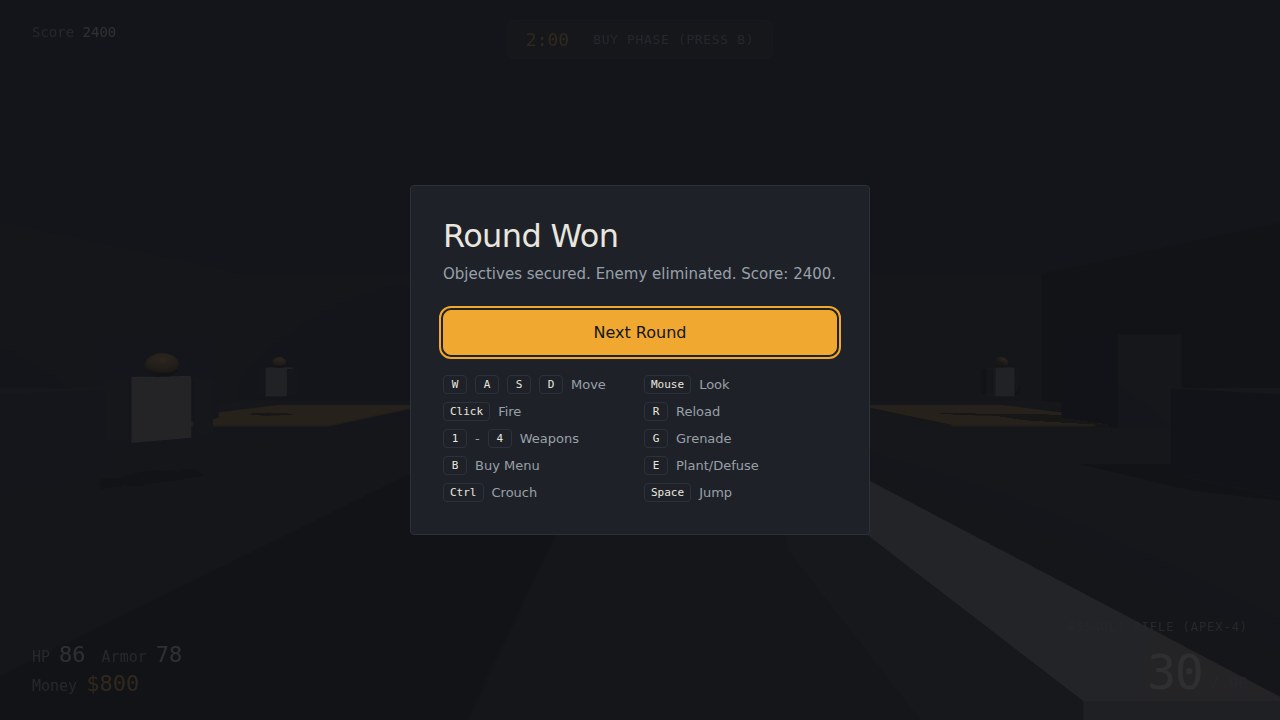 Score 2400
2:00 BUY PHASE (PRESS B)
Round Won
Objectives secured. Enemy eliminated. Score: 2400.
Next Round
W A S D Move
Mouse Look
Click Fire
R Reload
1 - 4 Weapons
G Grenade
B Buy Menu
E Plant/Defuse
Ctrl Crouch
Space Jump
HP 86 Armor 78
Money $800
RIFLE (APEX-4)
30